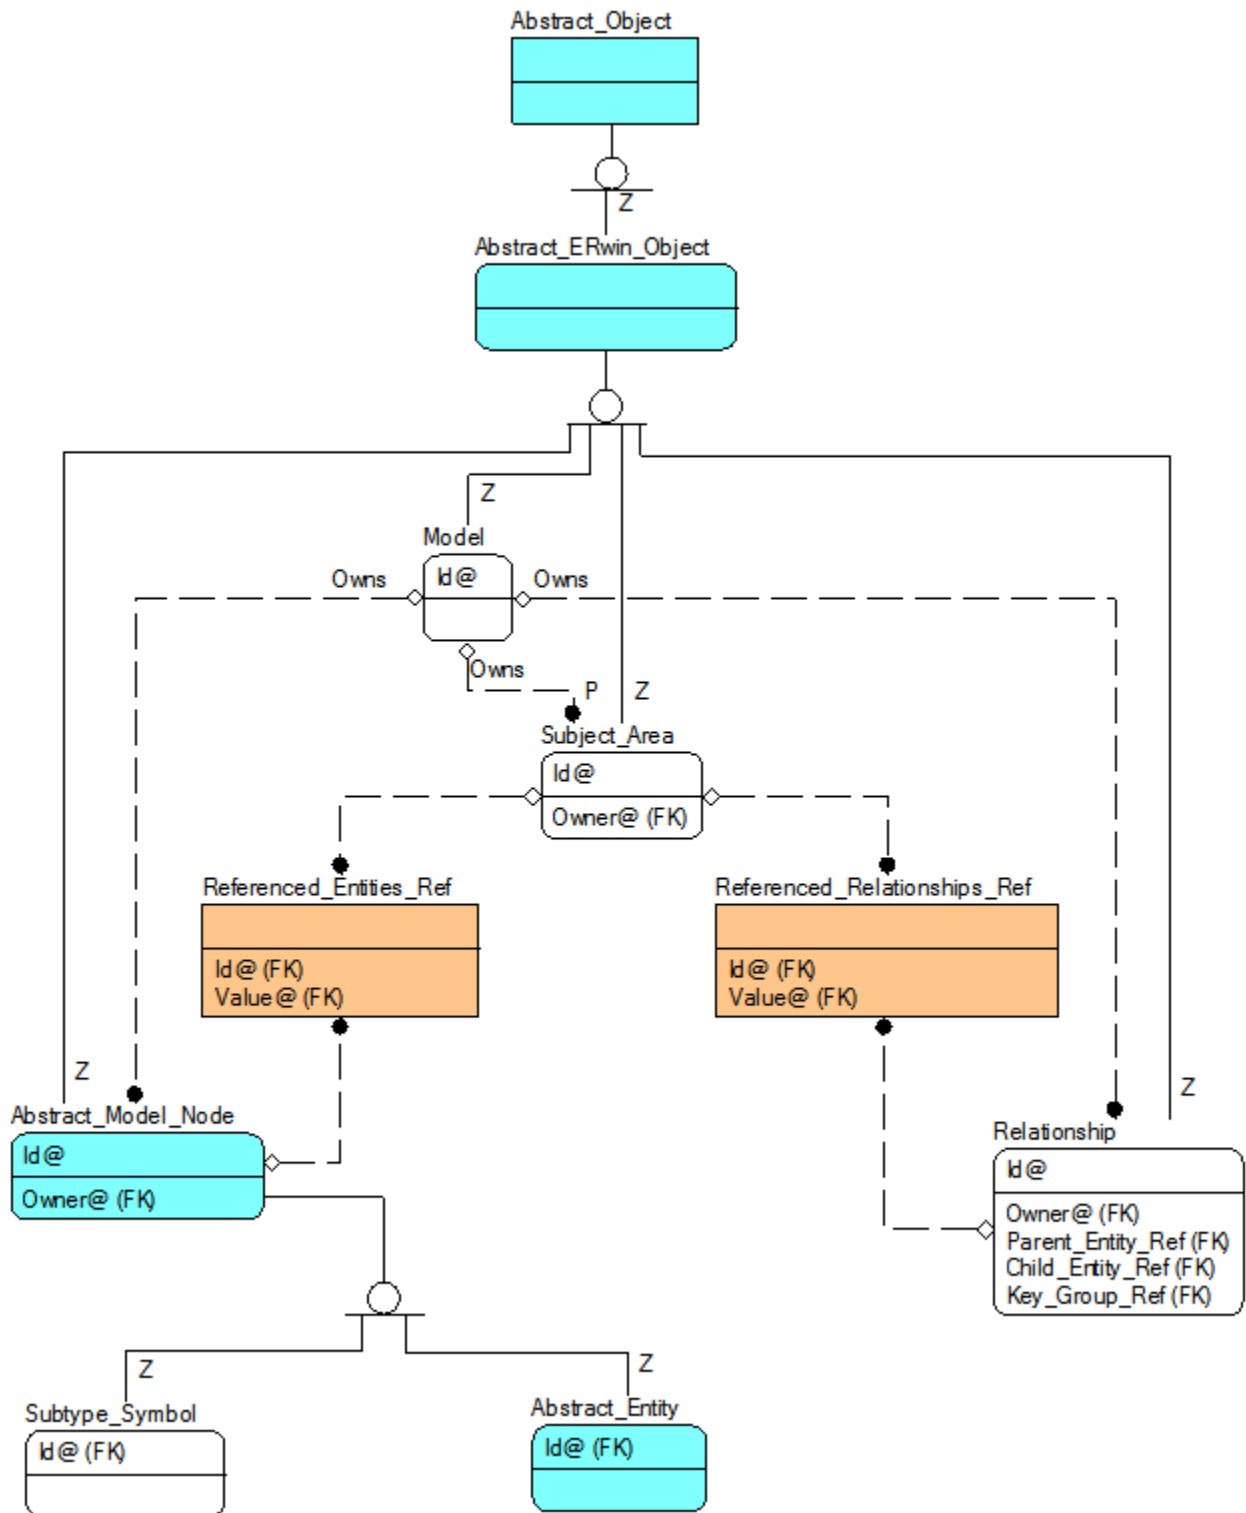 Abstract_Object
Z
Abstract_ERwin_Object
Z
Model
Owns
Id@
Owns
Owns
P
Z
Subject_Area
Id@
Owner@ (FK)
Referenced_Entities_Ref
Id@ (FK)
Value@ (FK)
Referenced_Relationships_Ref
Id@ (FK)
Value@ (FK)
Z
Abstract_Model_Node
Id@
Owner@ (FK)
Z
Relationship
Id@
Owner@ (FK)
Parent_Entity_Ref (FK)
Child_Entity_Ref (FK)
Key_Group_Ref (FK)
Z
Subtype_Symbol
Id@ (FK)
Z
Abstract_Entity
Id@ (FK)